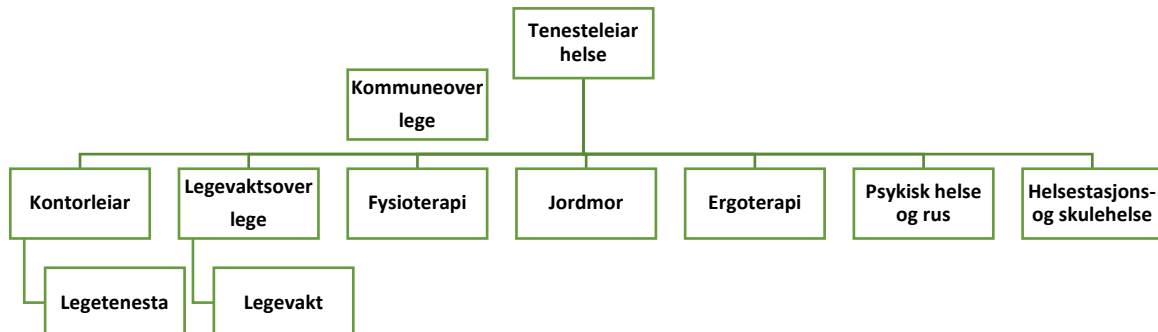 Tenesteleiar
helse
Kommuneover
lege
Kontorleiar
Legevaktsover
lege
Fysioterapi
Jordmor
Ergoterapi
Psykisk helse
og rus
Helsestasjons-
og skulehelse
Legetenesta
Legevakt